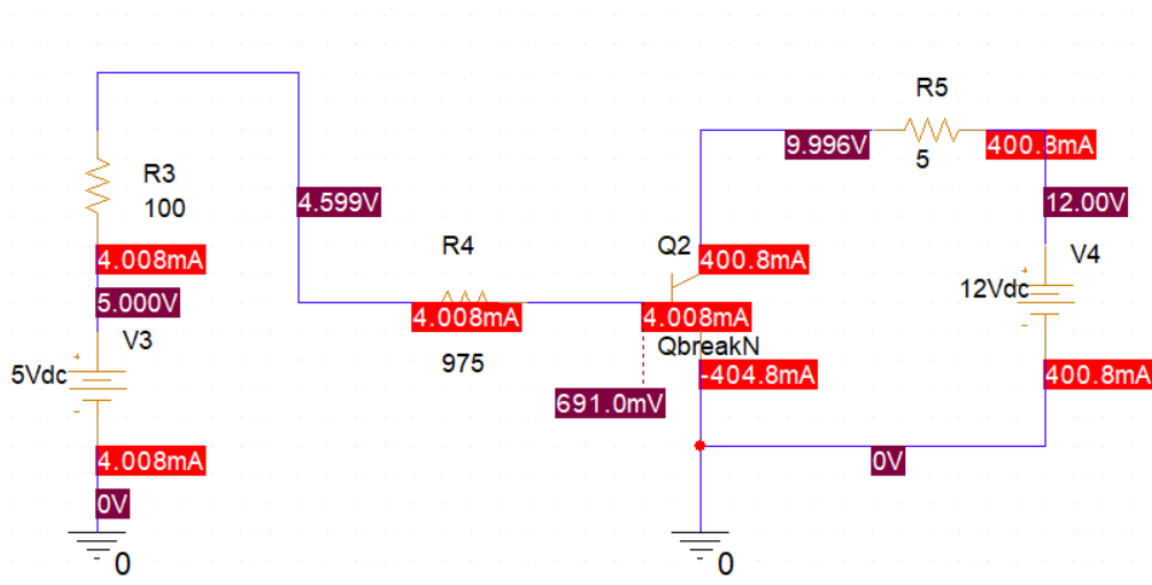 R3
100
4.008mA
5.000V
V3
5Vdc
4.008mA
0V
0
4.599V
R4
4.008mA
975
Q2
400.8mA
4.008mA
QbreakN
-404.8mA
691.0mV
0
R5
9.996V
5
400.8mA
12.00V
V4
12Vdc
400.8mA
0V